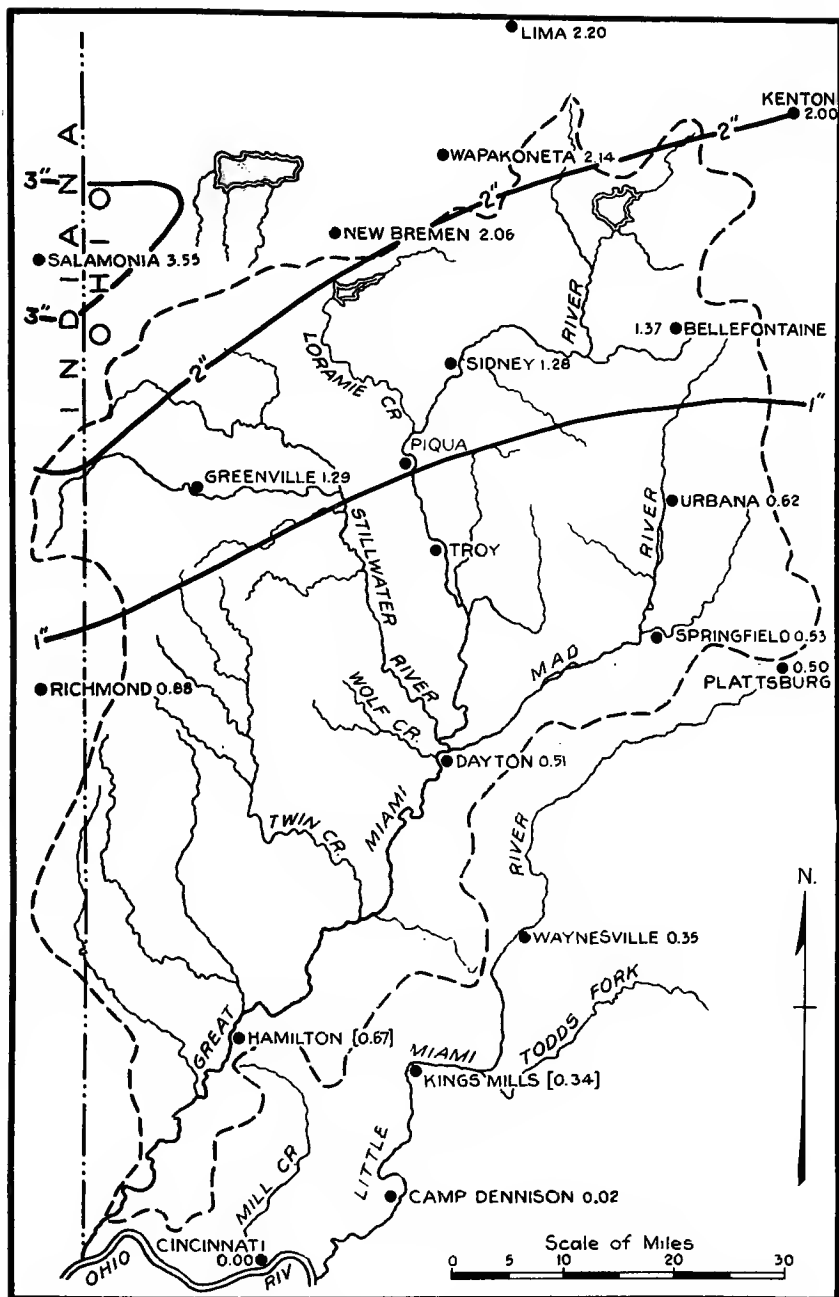 LIMA 2.20
KENTON
2.00
2"
WAPAKONETA 2.14
3"
2"
NEW BREMEN 2.06
SALAMONIA 3.55
3"
INDIANA
OHIO
1.37 BELLEFONTAINE
RIVER
SIDNEY 1.28
LORAMIE CR
2"
1"
PIQUA
GREENVILLE 1.29
URBANA 0.62
RIVER
STILLWATER
RIVER
TROY
1"
SPRINGFIELD 0.53
MAD
0.50
PLATTSBURG
RICHMOND 0.88
WOLF CR.
DAYTON 0.51
MIAMI
TWIN CR.
RIVER
N.
WAYNESVILLE 0.35
TODDS FORK
GREAT
HAMILTON [0.67]
MIAMI
KINGS MILLS [0.34]
LITTLE
MILL CR
CAMP DENNISON 0.02
CINCINNATI
0.00
OHIO
RIV
Scale of Miles
0 5 10 20 30